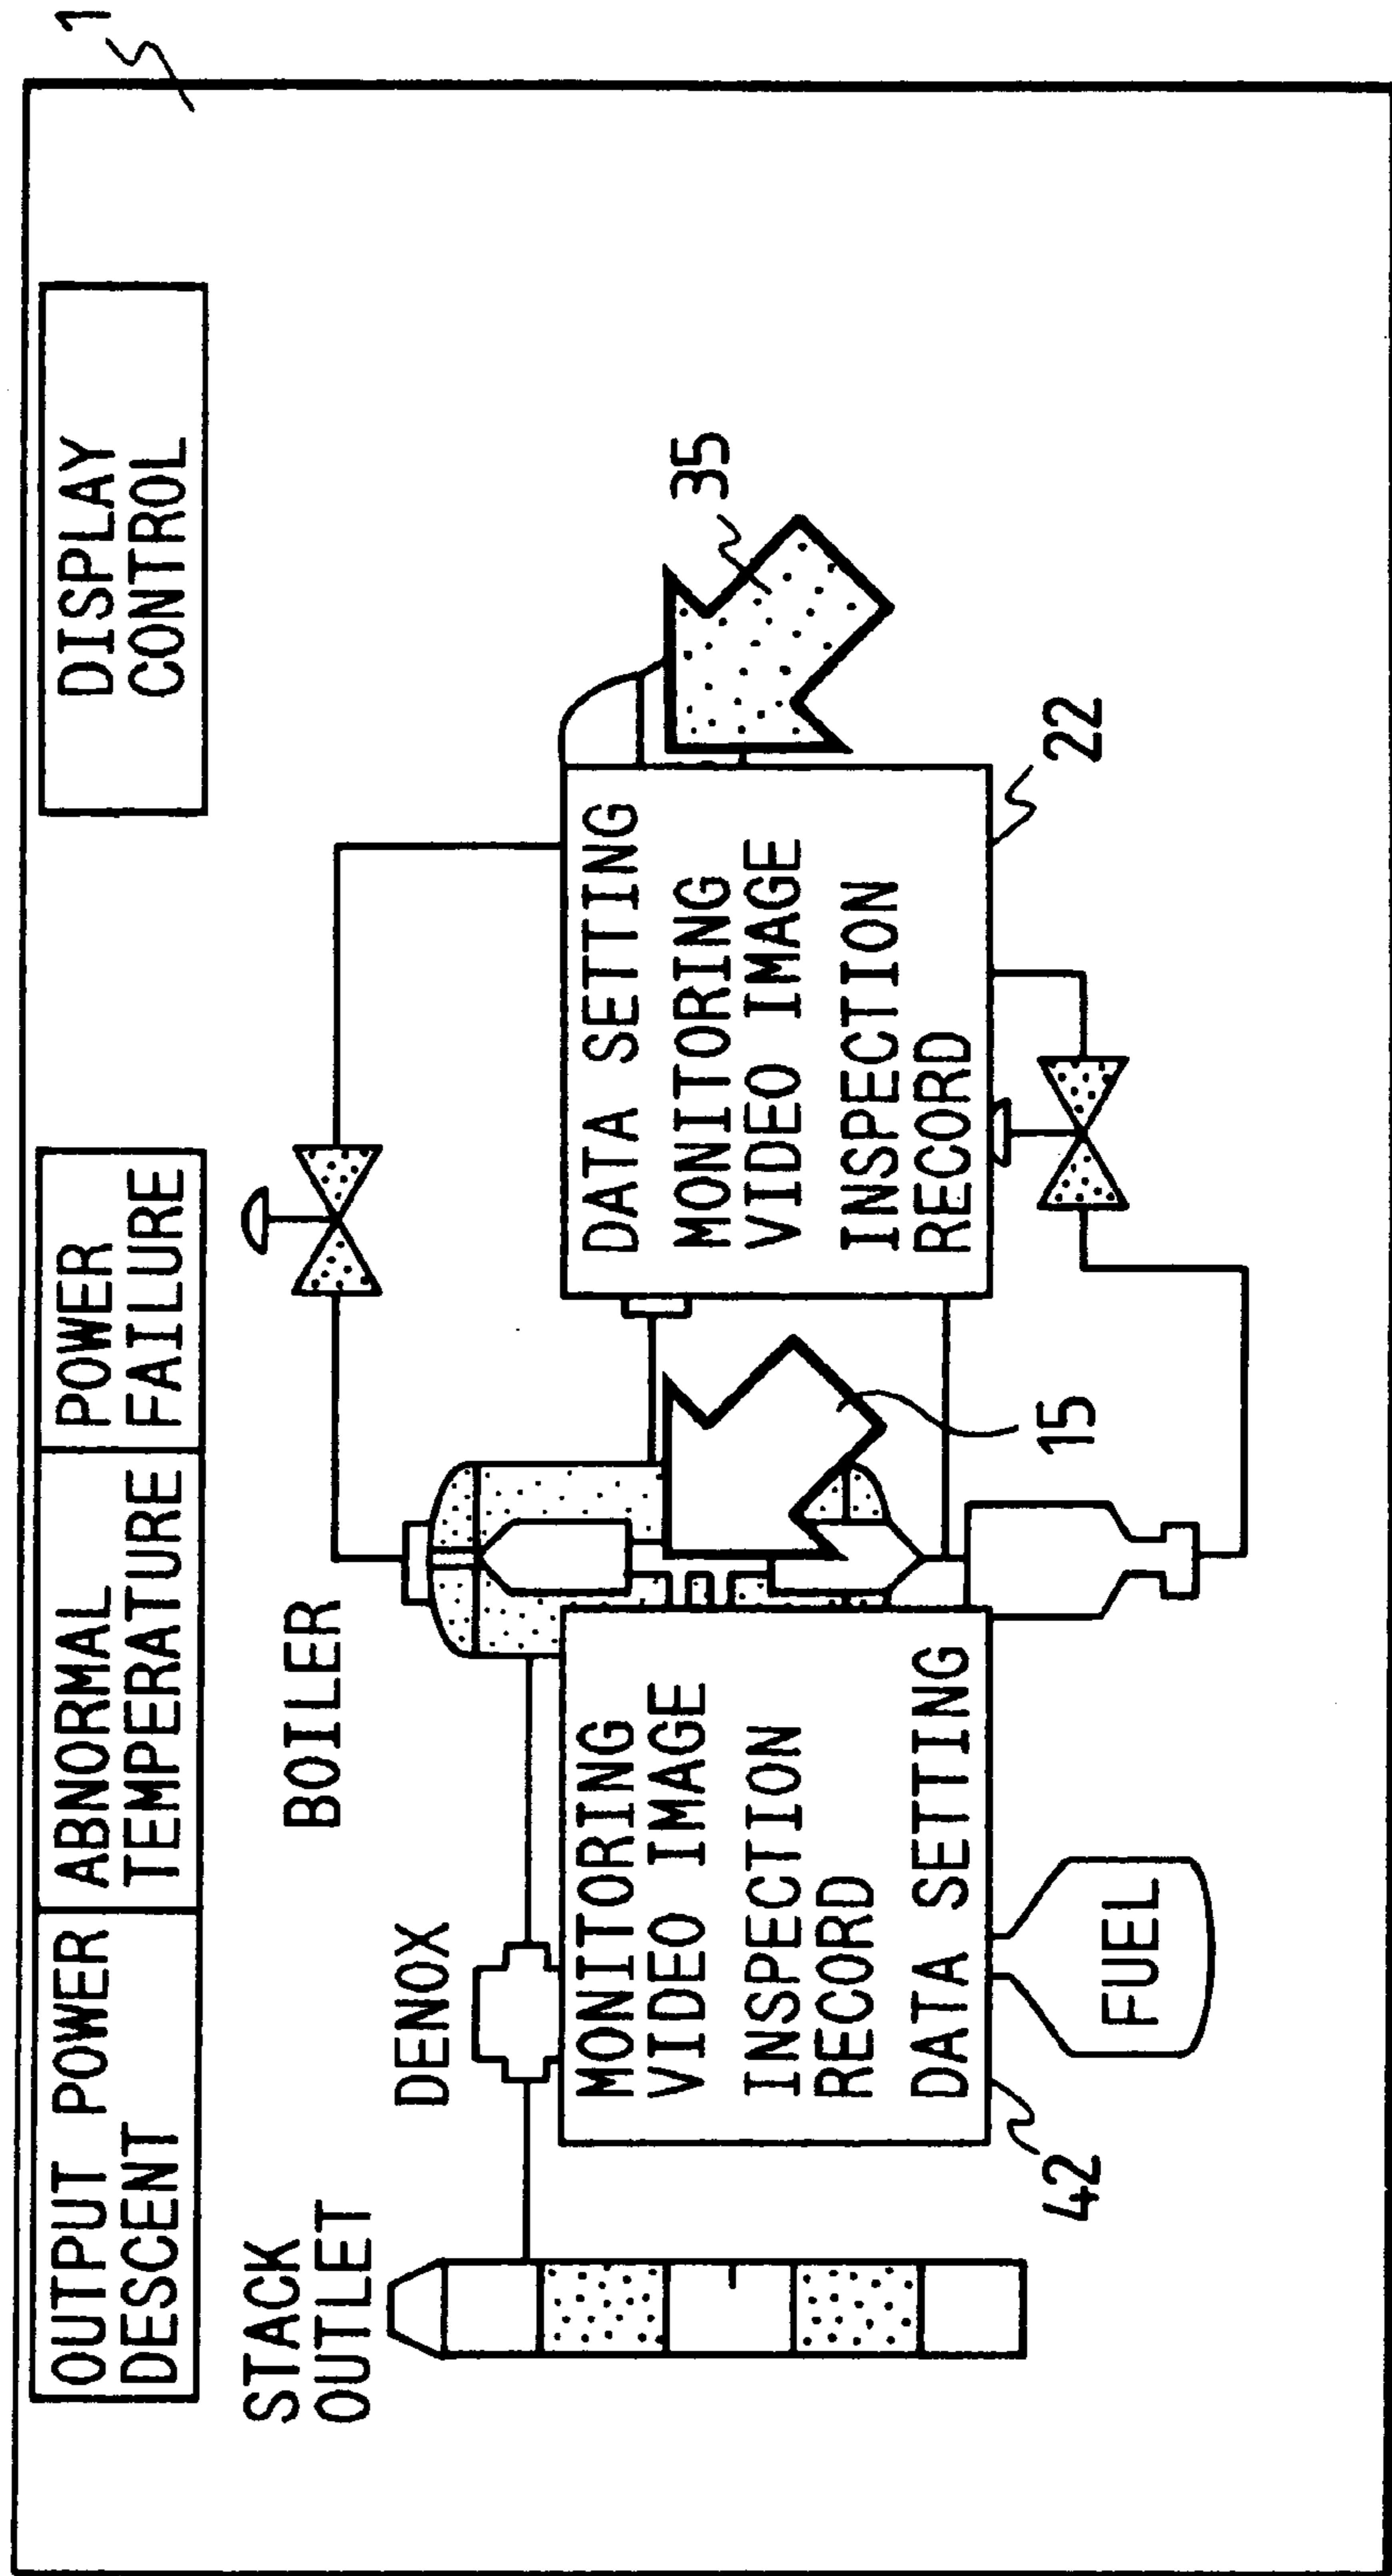 1
OUTPUT POWER
DESCENT
ABNORMAL
TEMPERATURE
POWER
FAILURE
DISPLAY
CONTROL
STACK
OUTLET
DENOX
BOILER
MONITORING
VIDEO IMAGE
INSPECTION
RECORD
DATA SETTING
DATA SETTING
MONITORING
VIDEO IMAGE
INSPECTION
RECORD
35
22
15
42
FUEL